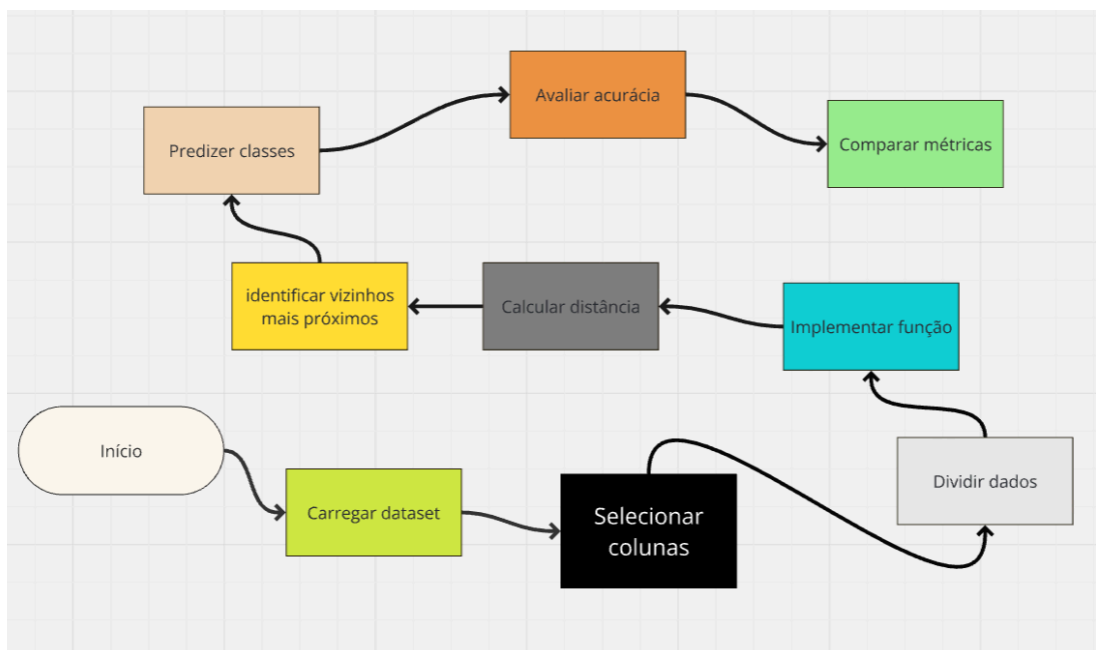 Avaliar acurácia
Predizer classes
Comparar métricas
identificar vizinhos
mais próximos
Calcular distância
Implementar função
Início
Carregar dataset
Selecionar
colunas
Dividir dados